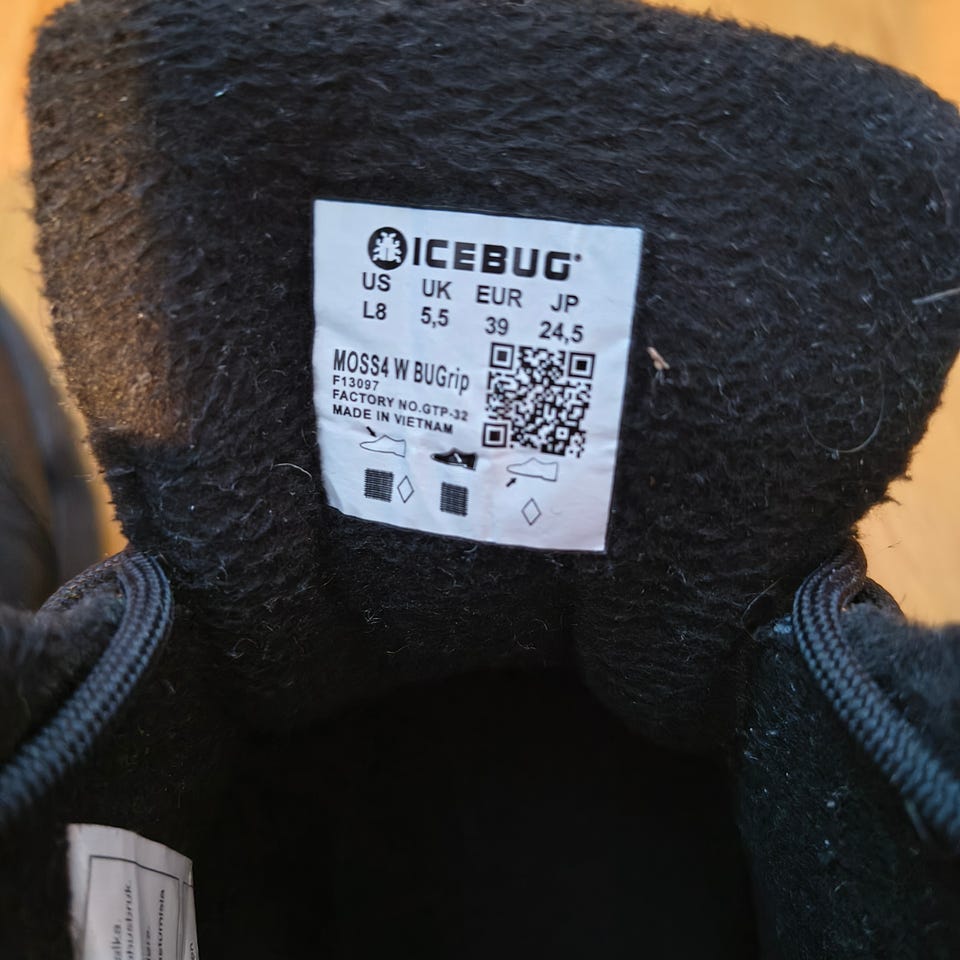 ICEBUG®
US UK EUR JP
L8 5,5 39 24,5
MOSS4 W BUGrip
F13097
FACTORY NO.GTP-32
MADE IN VIETNAM